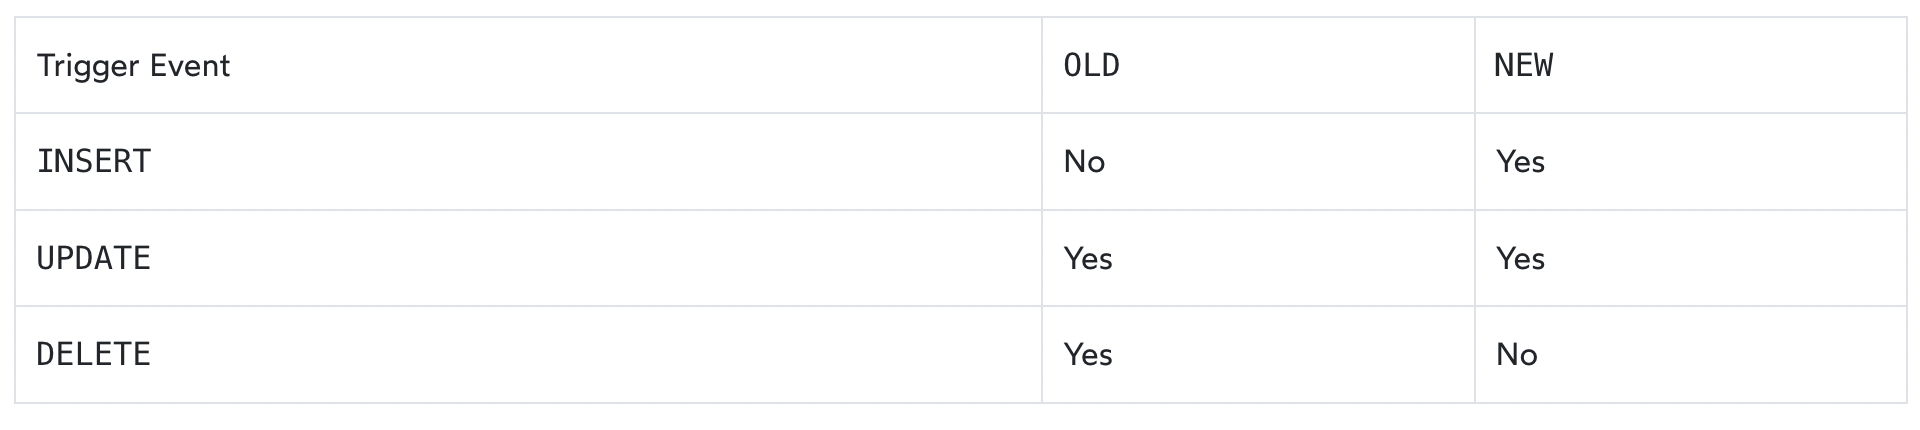 Trigger Event OLD NEW
INSERT No Yes
UPDATE Yes Yes
DELETE Yes No